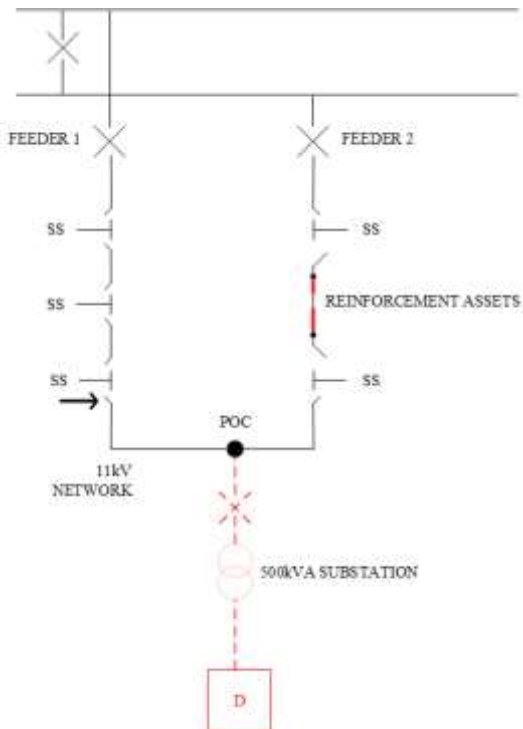 FEEDER 1
FEEDER 2
SS
SS
SS
REINFORCEMENT ASSETS
SS
SS
POC
11kV
NETWORK
500kVA SUBSTATION
D